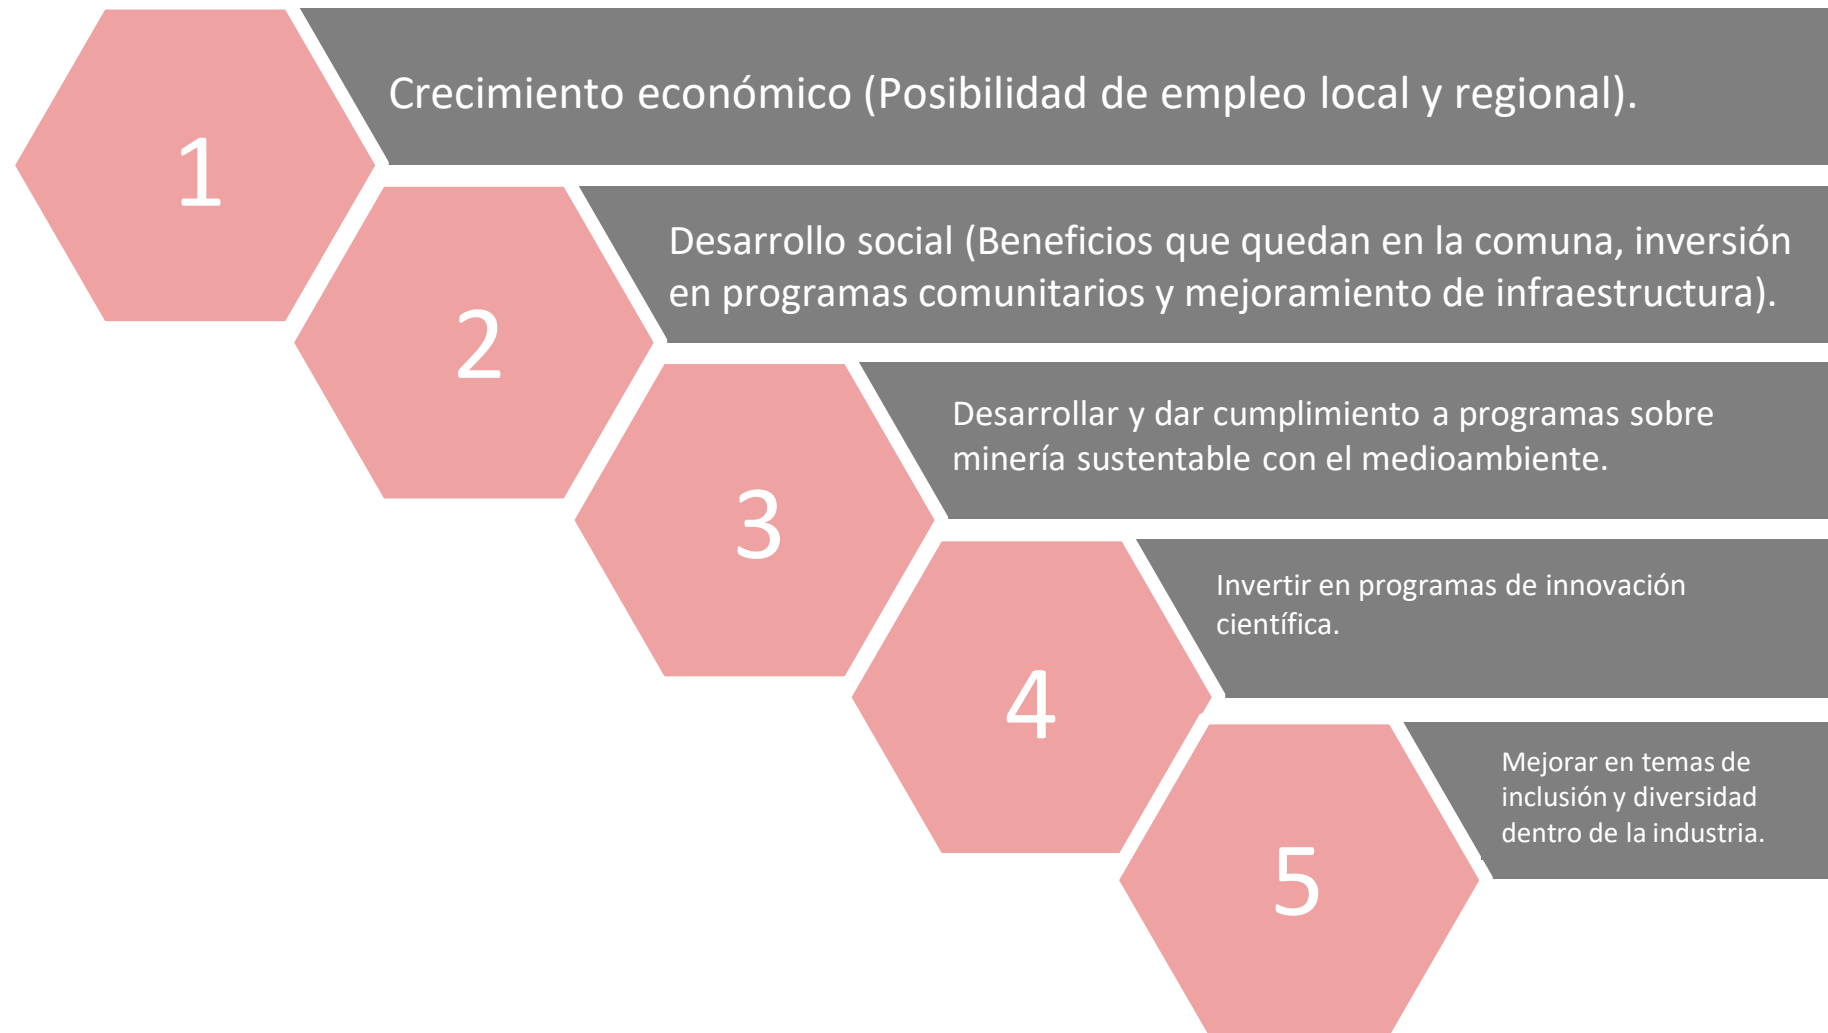 1
Crecimiento económico (Posibilidad de empleo local y regional).
2
Desarrollo social (Beneficios que quedan en la comuna, inversión
en programas comunitarios y mejoramiento de infraestructura).
3
Desarrollar y dar cumplimiento a programas sobre
minería sustentable con el medioambiente.
4
Invertir en programas de innovación
científica.
5
Mejorar en temas de
inclusión y diversidad
dentro de la industria.